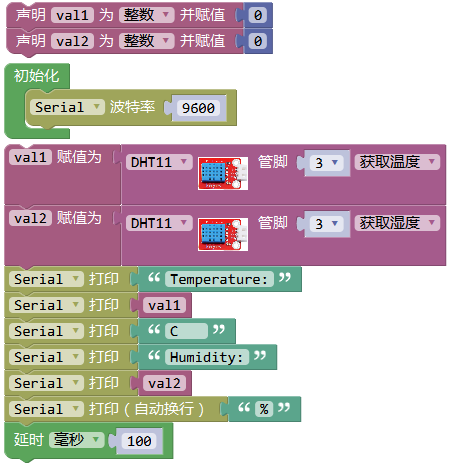 声明 val1 为 整数 并赋值 0
声明 val2 为 整数 并赋值 0
初始化
Serial 波特率 9600
val1 赋值为 DHT11 管脚 3 获取温度
val2 赋值为 DHT11 管脚 3 获取湿度
Serial 打印 “ Temperature: ”
Serial 打印 val1
Serial 打印 “ C ”
Serial 打印 “ Humidity: ”
Serial 打印 val2
Serial 打印（自动换行） “ % ”
延时 毫秒 100